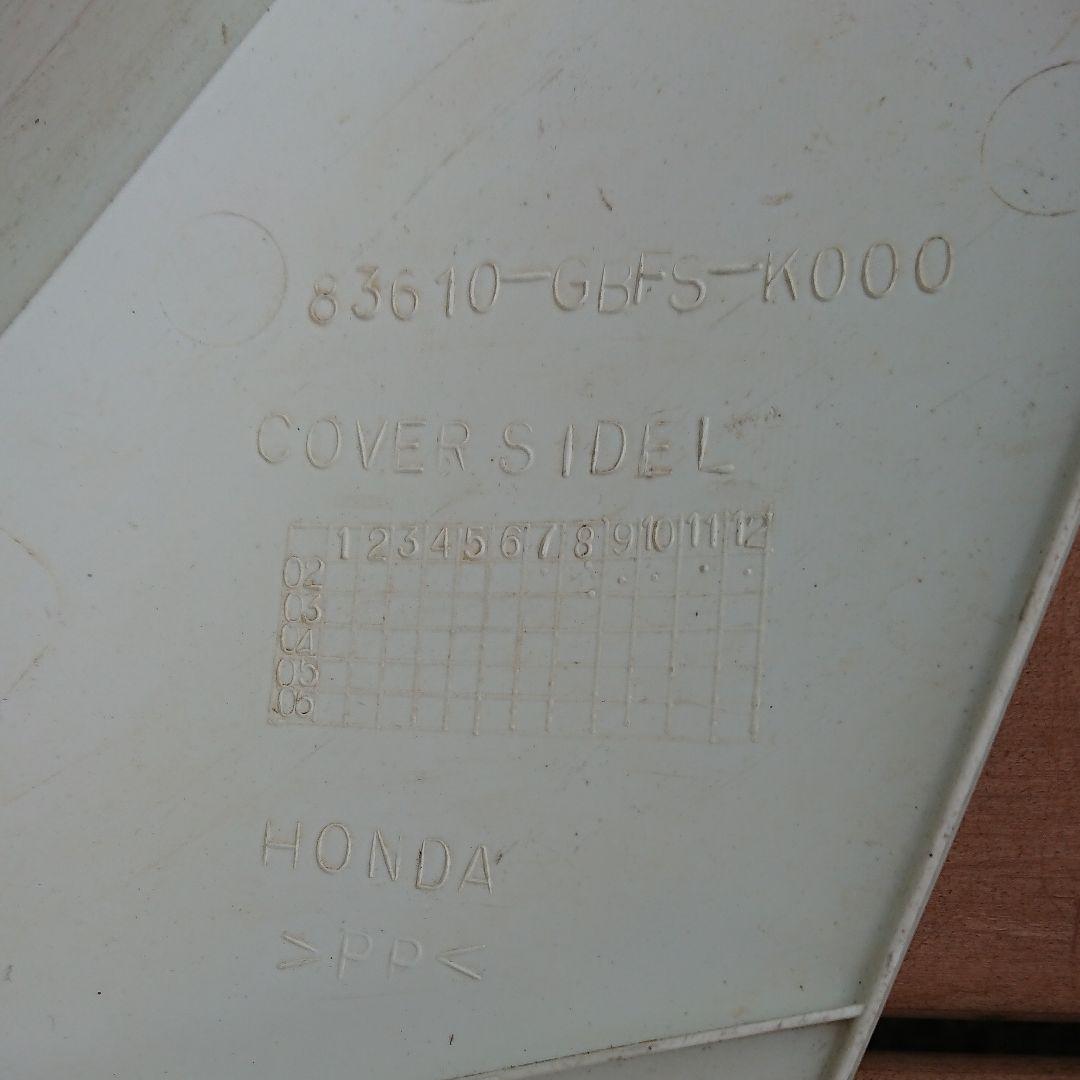 83610-GBFS-K000
COVER SIDE L
1 2 3 4 5 6 7 8 9 10 11 12
02
03
04
05
06
HONDA
>PP<